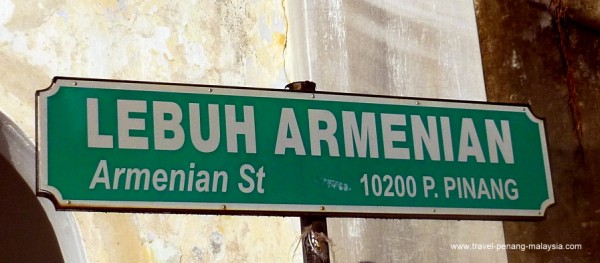 LEBUH ARMENIAN
Armenian St 10200 P. PINANG
www.travel-penang-malaysia.com